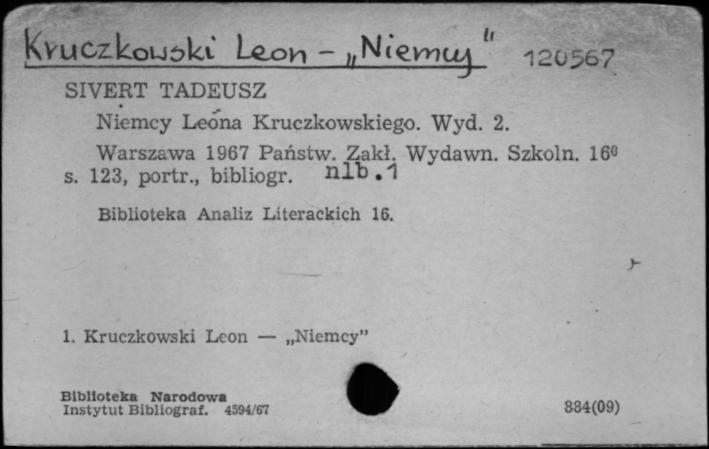 Kruczkowski Leon - „Niemcy" 120567
SIVERT TADEUSZ
Niemcy Leona Kruczkowskiego. Wyd. 2.
Warszawa 1967 Państw. Zakł. Wydawn. Szkoln. 16⁰
s. 123, portr., bibliogr. nlb.1
Biblioteka Analiz Literackich 16.
1. Kruczkowski Leon — „Niemcy”
Biblioteka Narodowa
Instytut Bibliograf. 4594/67 884(09)